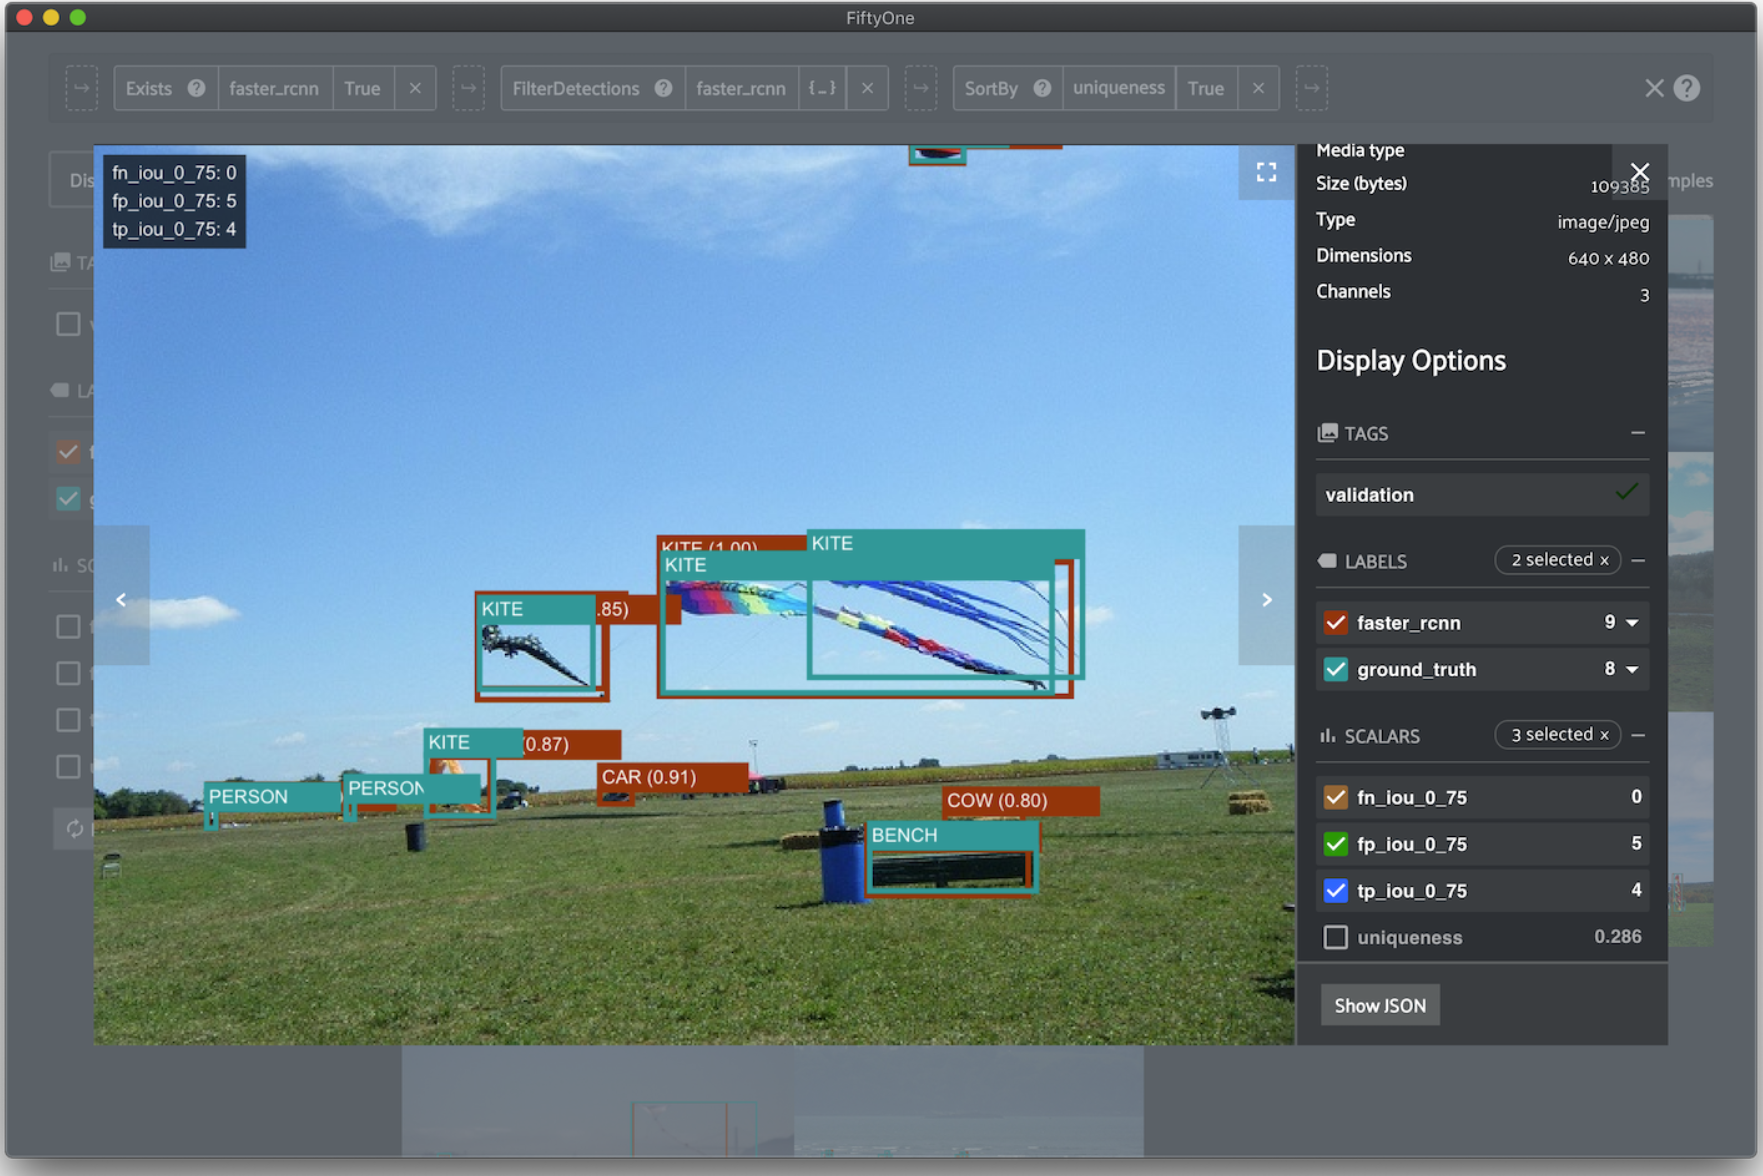 FiftyOne
Exists ? faster_rcnn True ×
FilterDetections ? faster_rcnn {...} ×
SortBy ? uniqueness True ×
?
fn_iou_0_75: 0
fp_iou_0_75: 5
tp_iou_0_75: 4
Dis
TA
LA
SC
mples
KITE (1.00)
KITE
KITE
KITE
.85)
KITE
(0.87)
CAR (0.91)
PERSON
PERSON
COW (0.80)
BENCH
Media type
Size (bytes) 109385
Type image/jpeg
Dimensions 640 x 480
Channels 3
Display Options
TAGS
validation
LABELS 2 selected ×
faster_rcnn 9
ground_truth 8
SCALARS 3 selected ×
fn_iou_0_75 0
fp_iou_0_75 5
tp_iou_0_75 4
uniqueness 0.286
Show JSON